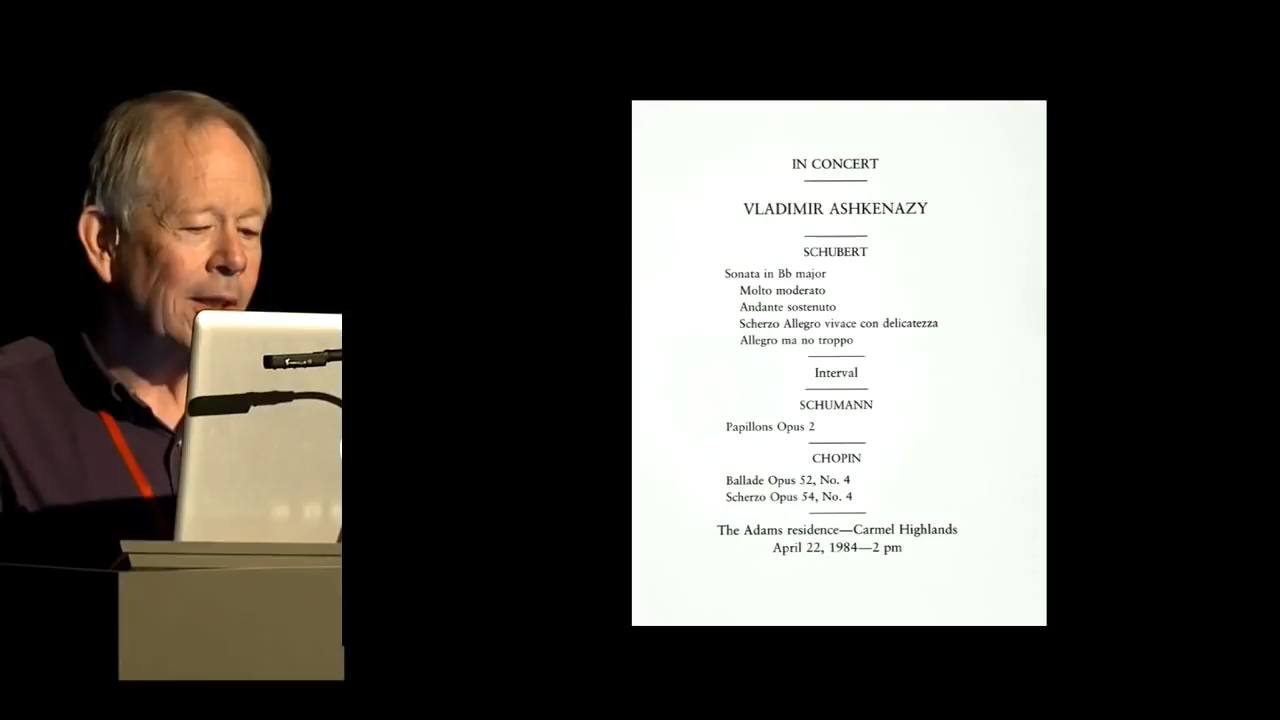 IN CONCERT
VLADIMIR ASHKENAZY
SCHUBERT
Sonata in Bb major
Molto moderato
Andante sostenuto
Scherzo Allegro vivace con delicatezza
Allegro ma no troppo
Interval
SCHUMANN
Papillons Opus 2
CHOPIN
Ballade Opus 52, No. 4
Scherzo Opus 54, No. 4
The Adams residence—Carmel Highlands
April 22, 1984—2 pm